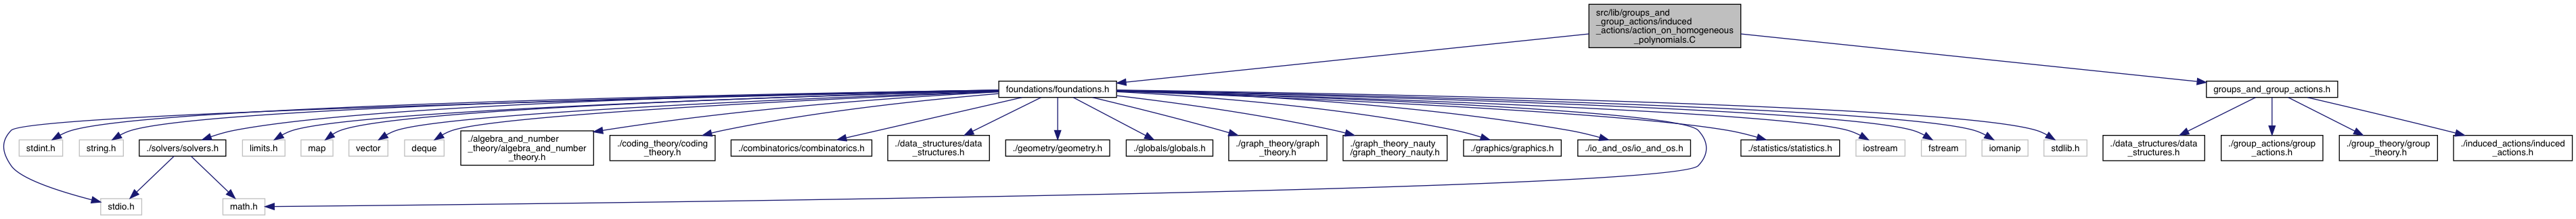 src/lib/groups_and
_group_actions/induced
_actions/action_on_homogeneous
_polynomials.C
foundations/foundations.h
groups_and_group_actions.h
stdint.h
string.h
./solvers/solvers.h
limits.h
map
vector
deque
./algebra_and_number
_theory/algebra_and_number
_theory.h
./coding_theory/coding
_theory.h
./combinatorics/combinatorics.h
./data_structures/data
_structures.h
./geometry/geometry.h
./globals/globals.h
./graph_theory/graph
_theory.h
./graph_theory_nauty
/graph_theory_nauty.h
./graphics/graphics.h
./io_and_os/io_and_os.h
./statistics/statistics.h
iostream
fstream
iomanip
stdlib.h
./data_structures/data
_structures.h
./group_actions/group
_actions.h
./group_theory/group
_theory.h
./induced_actions/induced
_actions.h
stdio.h
math.h